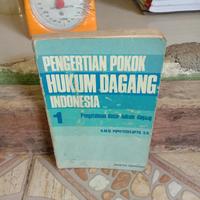 PENGERTIAN POKOK
HUKUM DAGANG
INDONESIA
1 Pengetahuan dasar hukum dagang
H.M.N. PURWOSUTJIPTO, S.H.